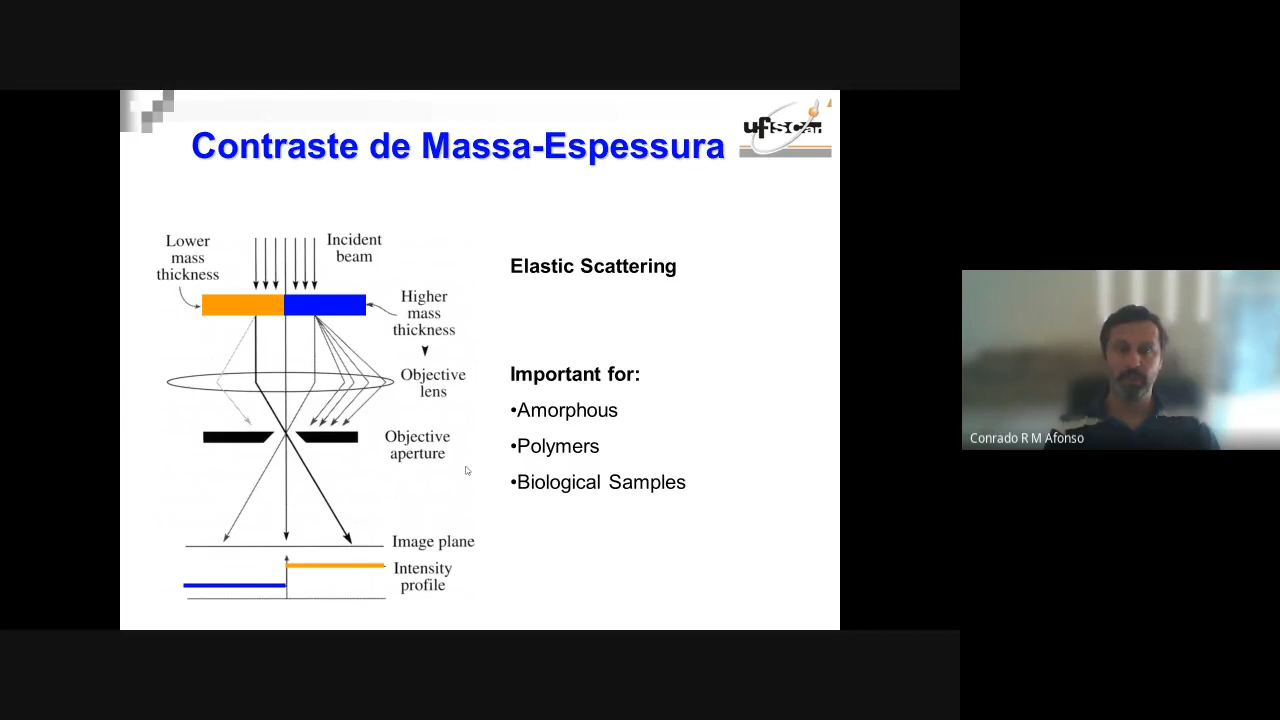 Contraste de Massa-Espessura
ufscar
Lower
mass
thickness
Incident
beam
Higher
mass
thickness
Objective
lens
Objective
aperture
Image plane
Intensity
profile
Elastic Scattering
Important for:
•Amorphous
•Polymers
•Biological Samples
Conrado R M Afonso